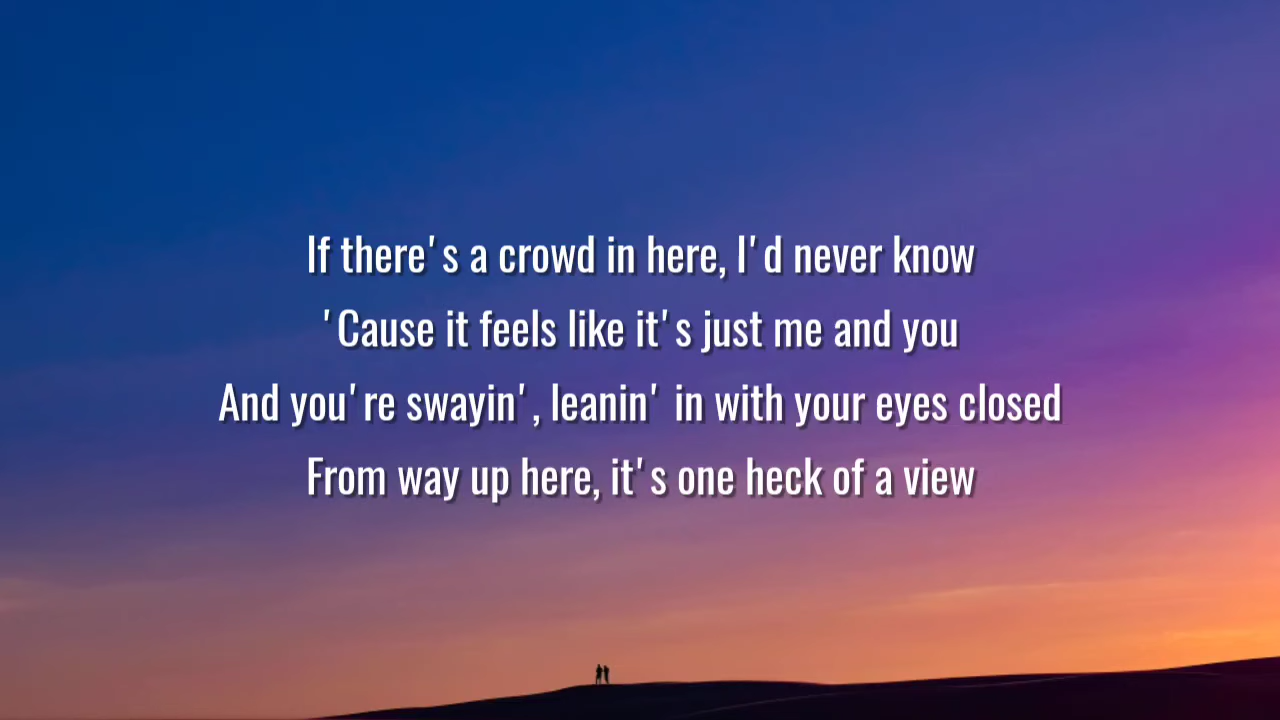 If there's a crowd in here, I'd never know
'Cause it feels like it's just me and you
And you're swayin', leanin' in with your eyes closed
From way up here, it's one heck of a view